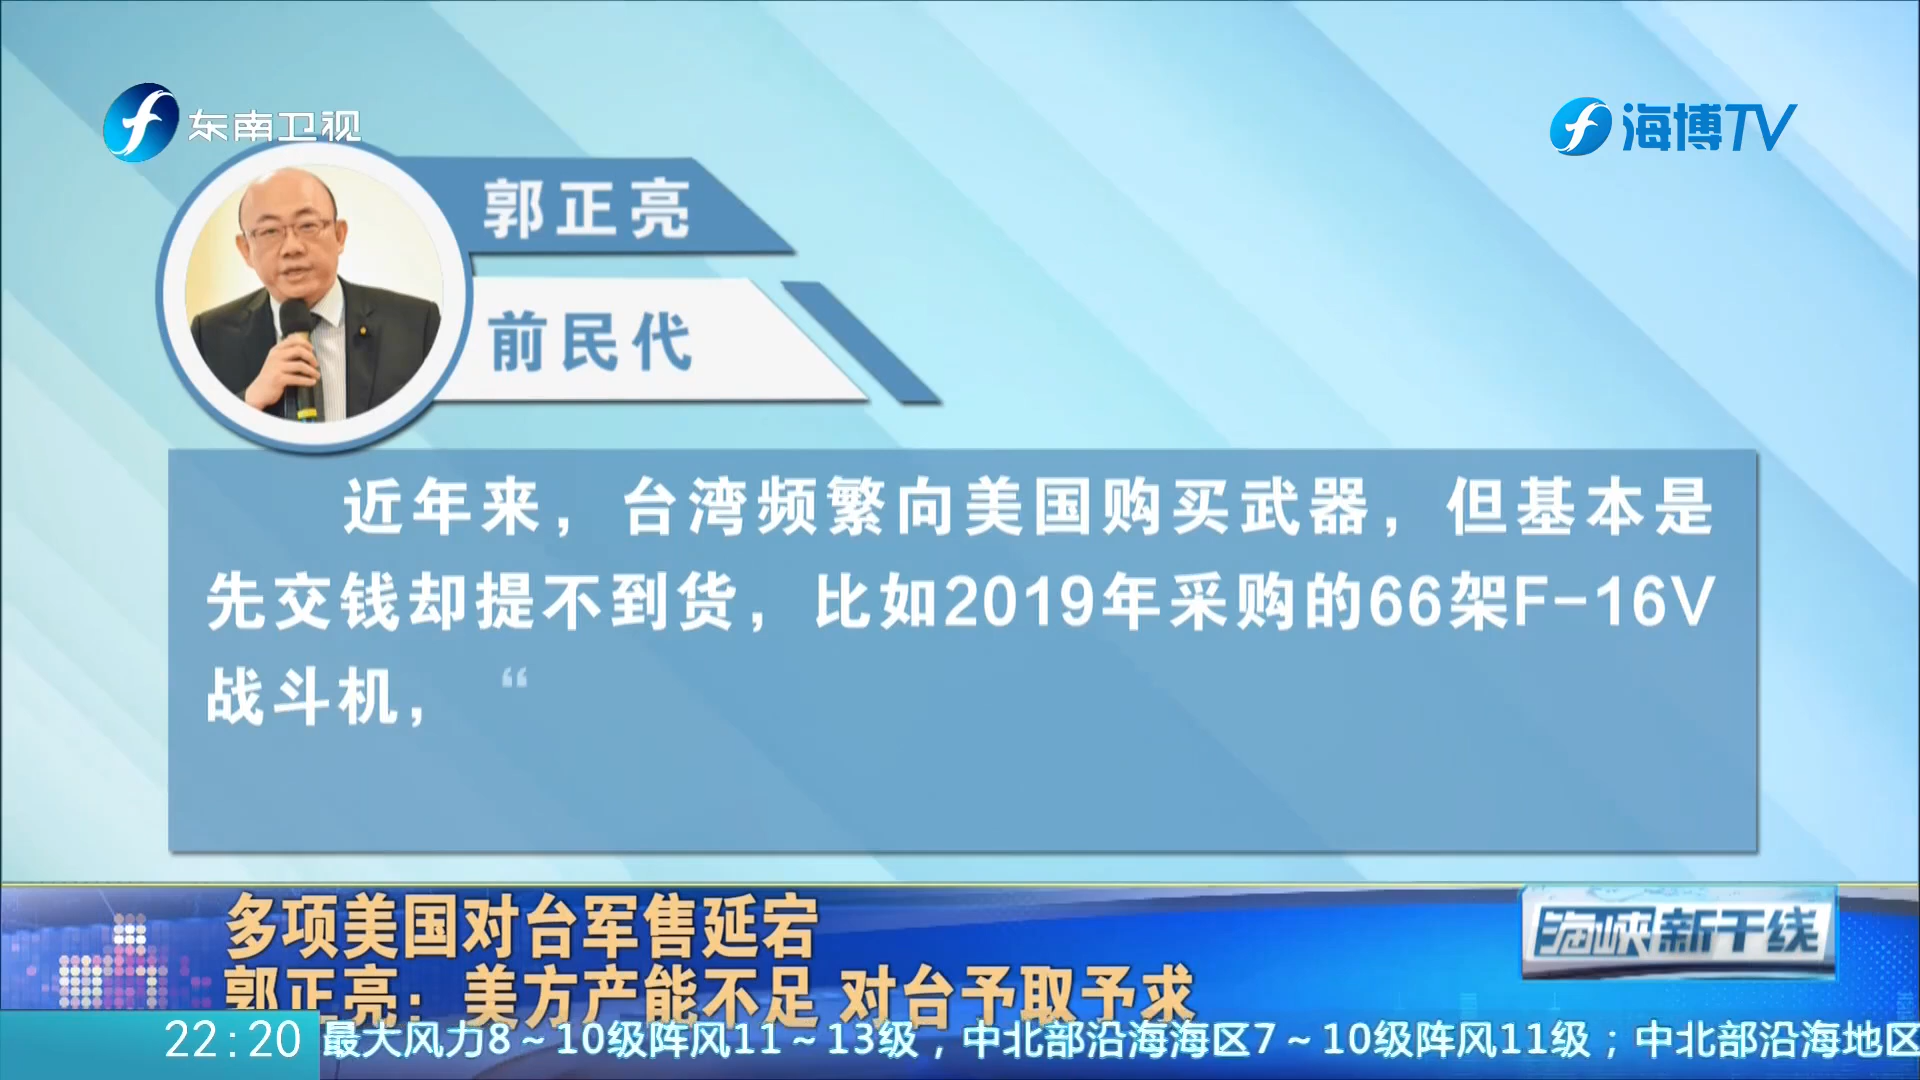 东南卫视
海博TV
郭正亮
前民代
近年来，台湾频繁向美国购买武器，但基本是
先交钱却提不到货，比如2019年采购的66架F-16V
战斗机，“
多项美国对台军售延宕
海峡新干线
郭正亮：美方产能不足 对台予取予求
22:20
最大风力8～10级阵风11～13级，中北部沿海海区7～10级阵风11级；中北部沿海地区